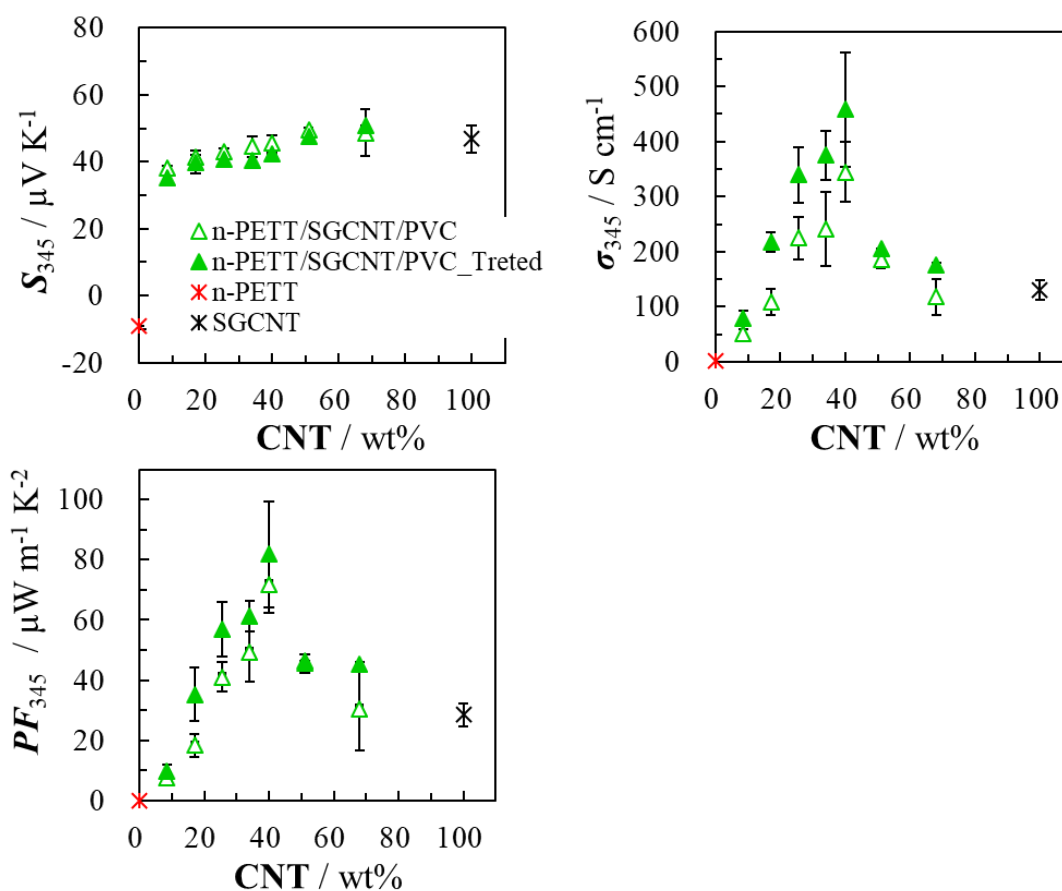 80
60
40
20
0
-20
S345 / μV K-1
n-PETT/SGCNT/PVC
n-PETT/SGCNT/PVC_Treted
n-PETT
SGCNT
0 20 40 60 80 100
CNT / wt%
600
500
400
300
200
100
0
σ345 / S cm-1
0 20 40 60 80 100
CNT / wt%
100
80
60
40
20
0
PF345 / μW m-1 K-2
0 20 40 60 80 100
CNT / wt%